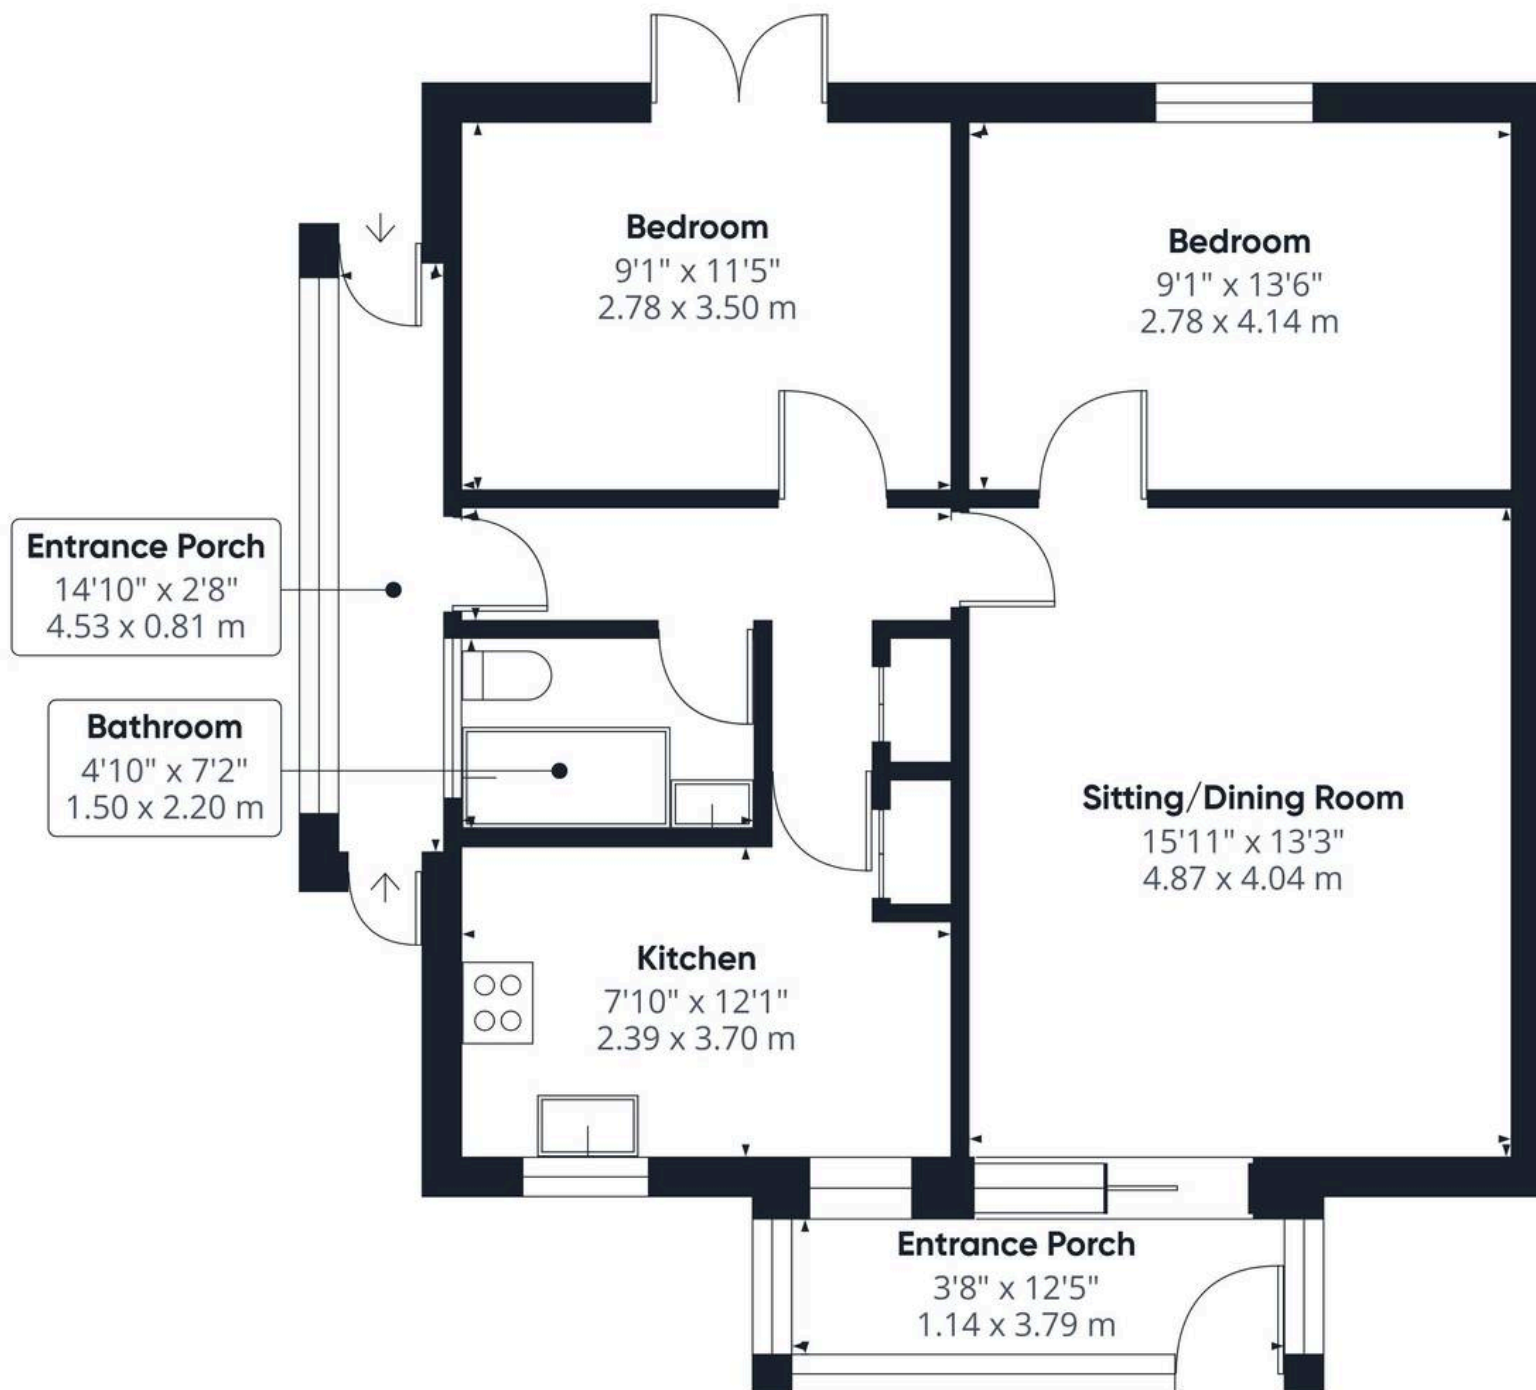 Bedroom
9'1" x 11'5"
2.78 x 3.50 m
Bedroom
9'1" x 13'6"
2.78 x 4.14 m
Entrance Porch
14'10" x 2'8"
4.53 x 0.81 m
Bathroom
4'10" x 7'2"
1.50 x 2.20 m
Sitting/Dining Room
15'11" x 13'3"
4.87 x 4.04 m
Kitchen
7'10" x 12'1"
2.39 x 3.70 m
Entrance Porch
3'8" x 12'5"
1.14 x 3.79 m